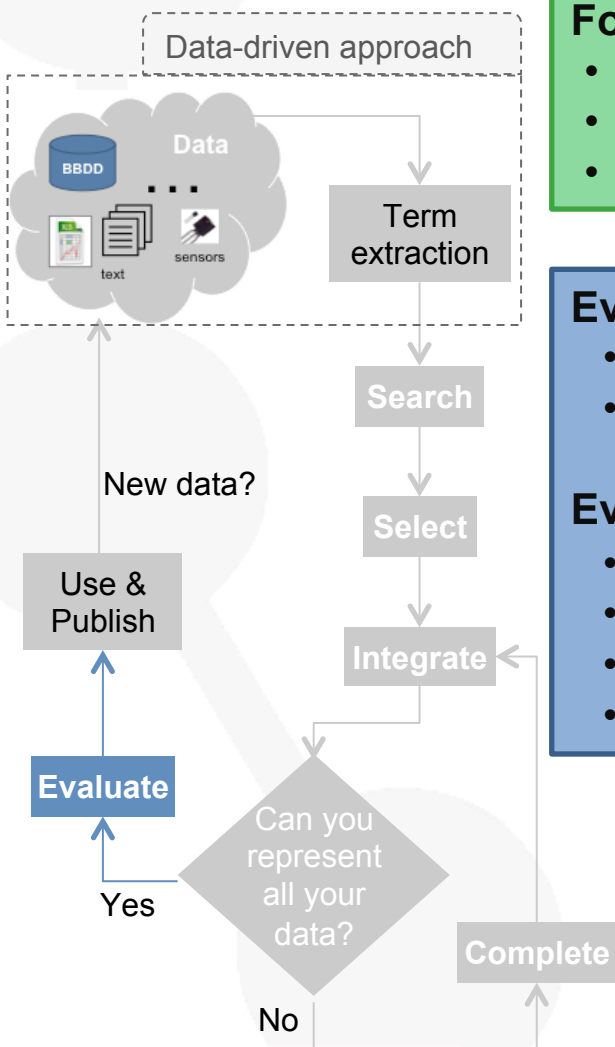 Data-driven approach
Data
BBDD
...
text
sensors
Term
extraction
Search
Select
Integrate
New data?
Use &
Publish
Evaluate
Can you
represent
all your
data?
Yes
No
Complete
Fo
•
•
•
Ev
•
•
Ev
•
•
•
•